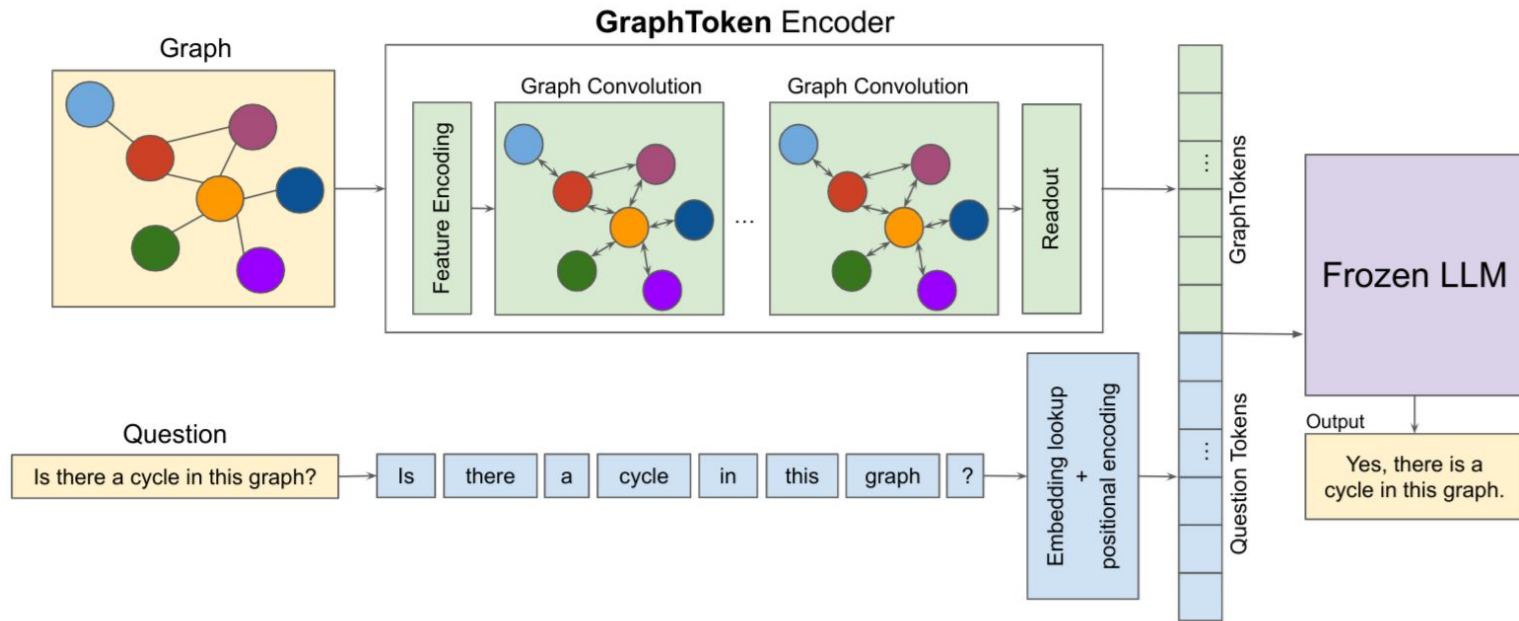 GraphToken Encoder
Graph
Graph Convolution
Graph Convolution
Feature Encoding
...
Readout
...
GraphTokens
Frozen LLM
Question
Is there a cycle in this graph?
Is
there
a
cycle
in
this
graph
?
Embedding lookup
+
positional encoding
...
Question Tokens
Output
Yes, there is a
cycle in this graph.